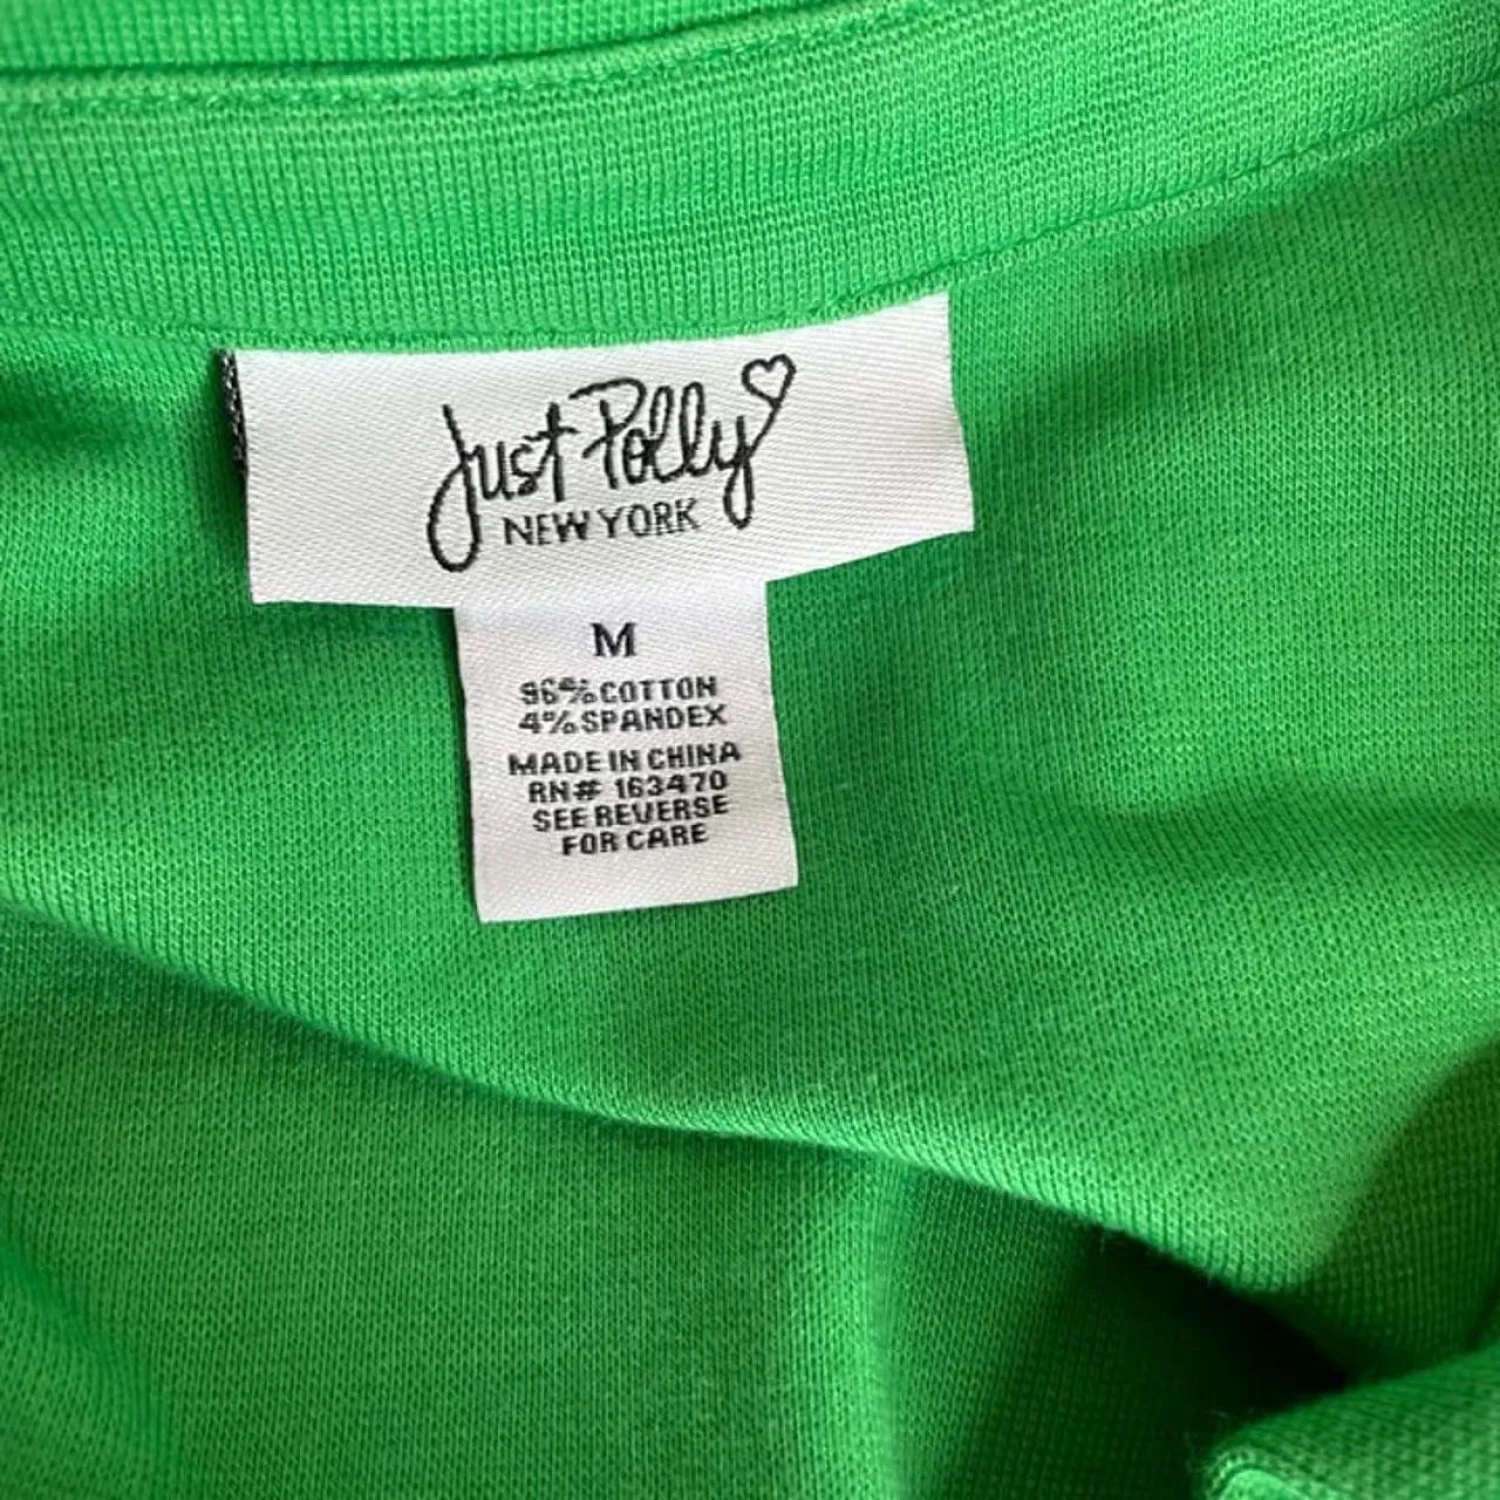 Just Polly
NEW YORK
M
96% COTTON
4% SPANDEX
MADE IN CHINA
RN# 163470
SEE REVERSE
FOR CARE